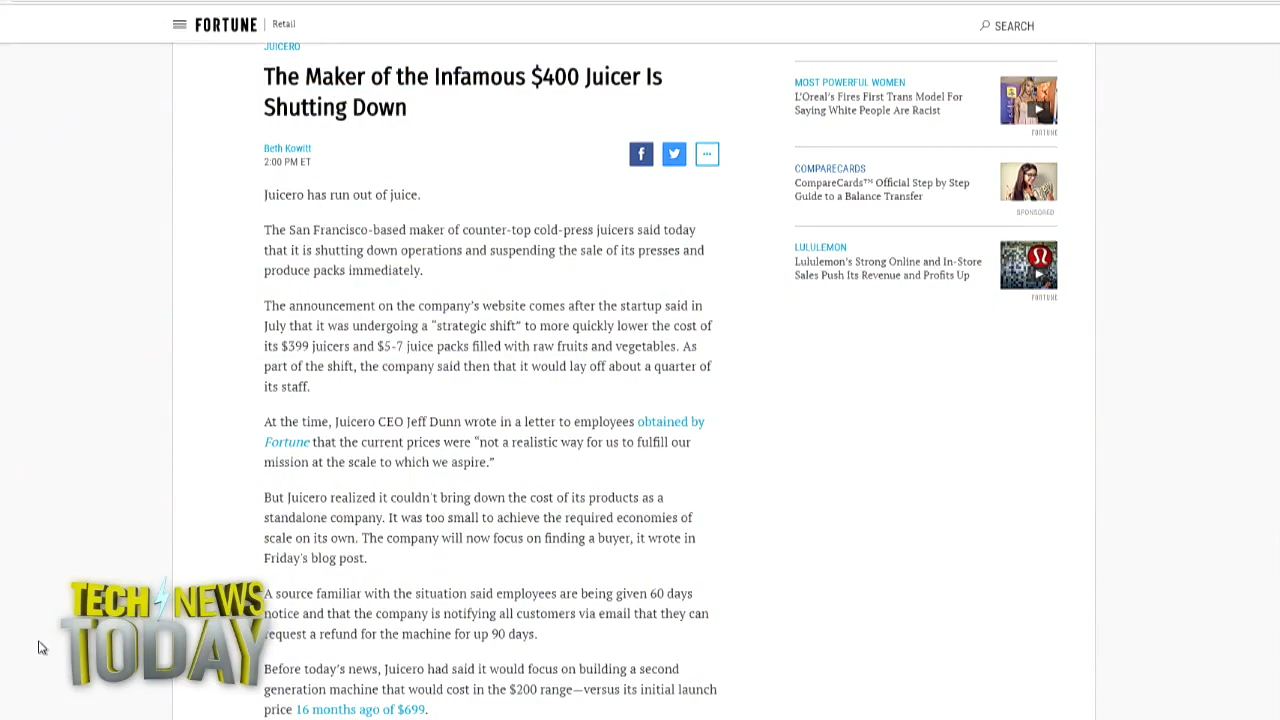 FORTUNE | Retail
SEARCH
JUICERO
The Maker of the Infamous $400 Juicer Is
Shutting Down
Beth Kowitt
2:00 PM ET
Juicero has run out of juice.
The San Francisco-based maker of counter-top cold-press juicers said today
that it is shutting down operations and suspending the sale of its presses and
produce packs immediately.
The announcement on the company's website comes after the startup said in
July that it was undergoing a "strategic shift" to more quickly lower the cost of
its $399 juicers and $5-7 juice packs filled with raw fruits and vegetables. As
part of the shift, the company said then that it would lay off about a quarter of
its staff.
At the time, Juicero CEO Jeff Dunn wrote in a letter to employees obtained by
Fortune that the current prices were "not a realistic way for us to fulfill our
mission at the scale to which we aspire."
But Juicero realized it couldn't bring down the cost of its products as a
standalone company. It was too small to achieve the required economies of
scale on its own. The company will now focus on finding a buyer, it wrote in
Friday's blog post.
A source familiar with the situation said employees are being given 60 days
notice and that the company is notifying all customers via email that they can
request a refund for the machine for up 90 days.
Before today's news, Juicero had said it would focus on building a second
generation machine that would cost in the $200 range—versus its initial launch
price 16 months ago of $699.
MOST POWERFUL WOMEN
L'Oreal's Fires First Trans Model For
Saying White People Are Racist
FORTUNE
COMPARECARDS
CompareCards™ Official Step by Step
Guide to a Balance Transfer
SPONSORED
LULULEMON
Lululemon's Strong Online and In-Store
Sales Push Its Revenue and Profits Up
FORTUNE
TECH NEWS
TODAY